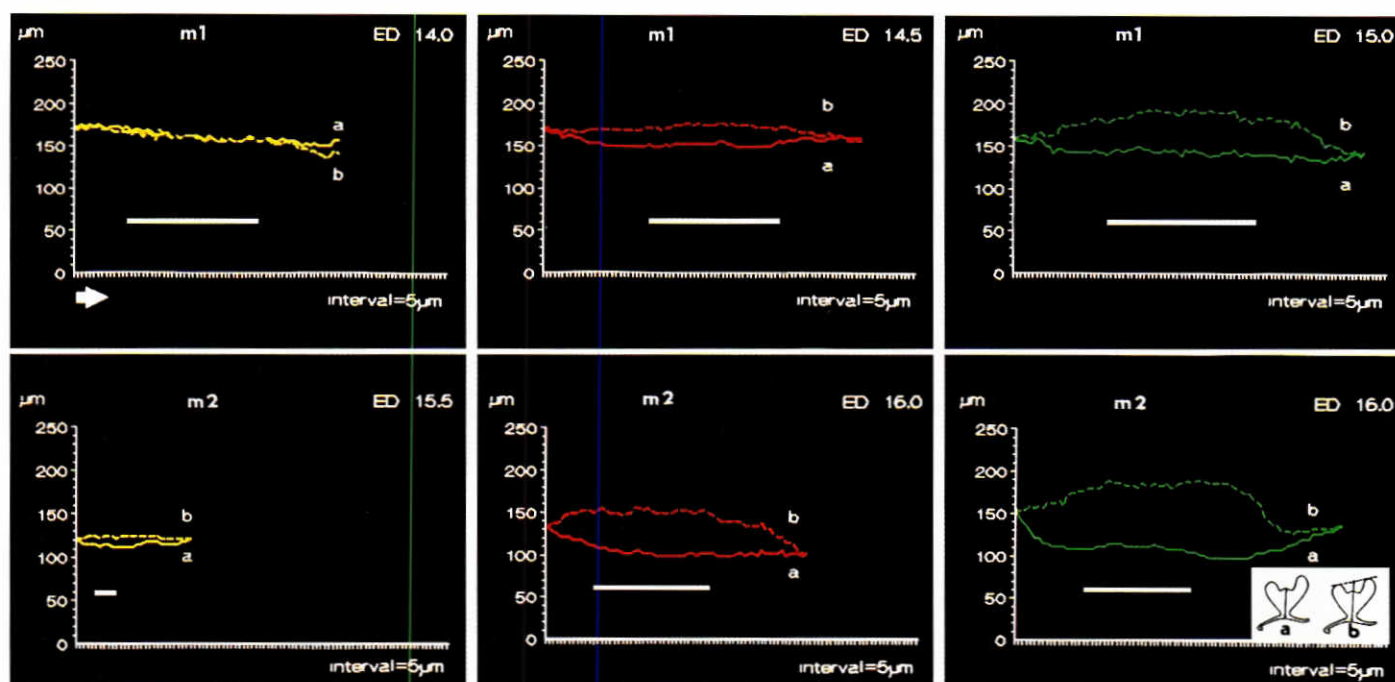 μm m1 ED 14.0
250
200
150
100
50
0
a
b
interval=5μm
μm m1 ED 14.5
250
200
150
100
50
0
b
a
interval=5μm
μm m1 ED 15.0
250
200
150
100
50
0
b
a
interval=5μm
μm m2 ED 15.5
250
200
150
100
50
0
b
a
interval=5μm
μm m2 ED 16.0
250
200
150
100
50
0
b
a
interval=5μm
μm m2 ED 16.0
250
200
150
100
50
0
b
a
a b
interval=5μm